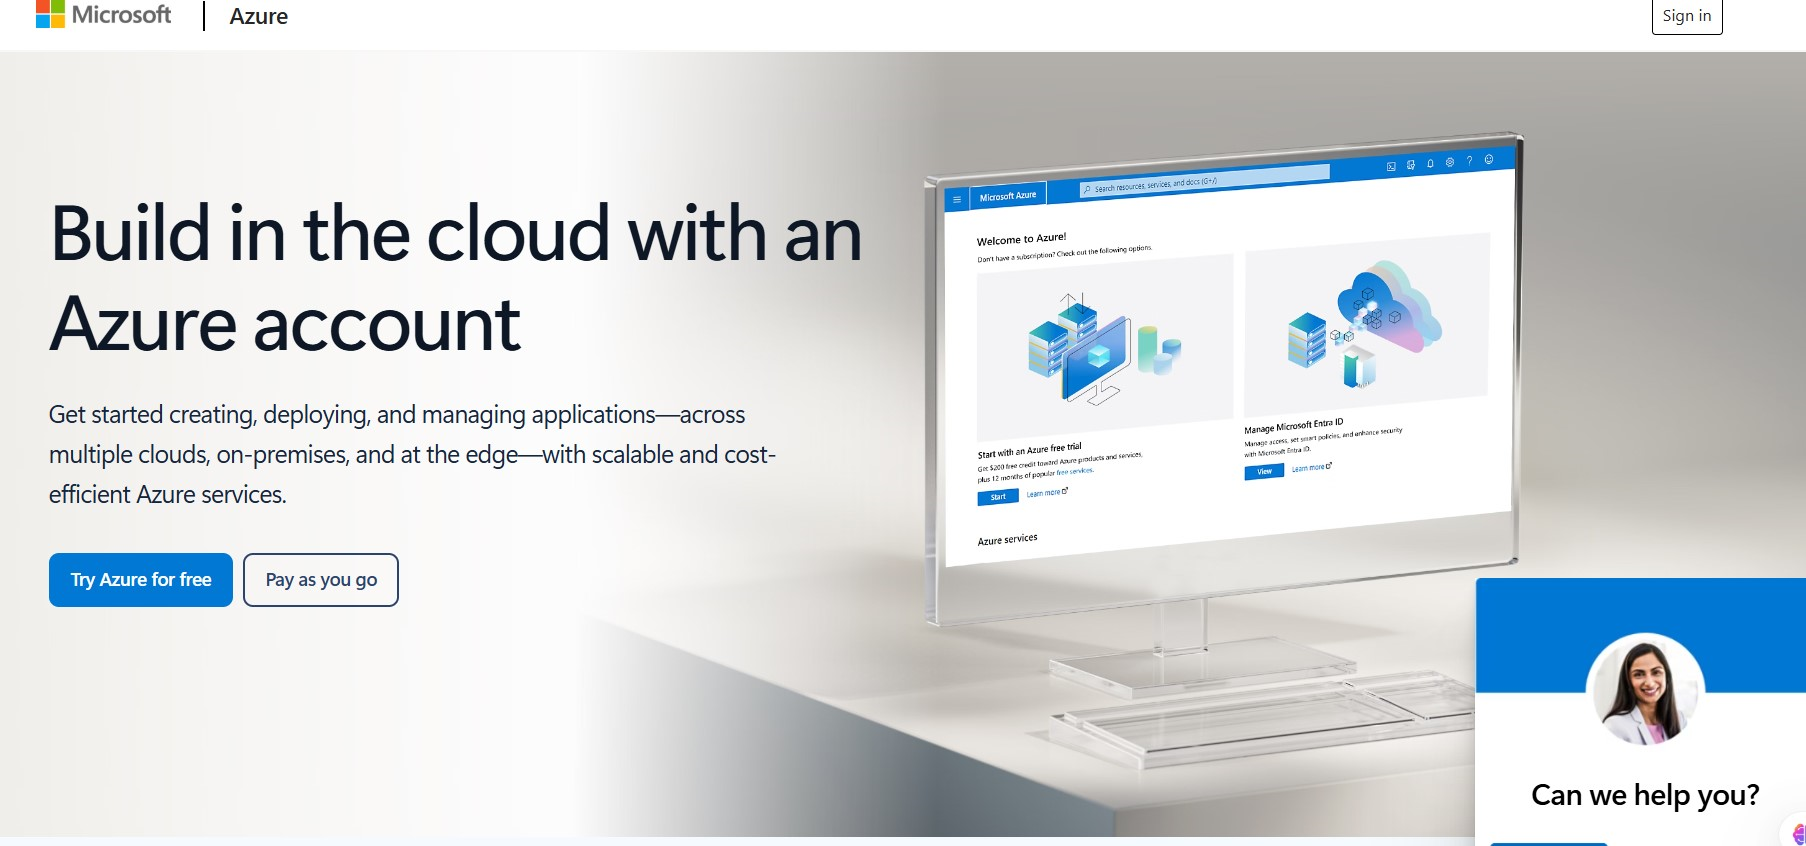 Microsoft
Azure
Sign in
Build in the cloud with an
Azure account
Get started creating, deploying, and managing applications—across
multiple clouds, on-premises, and at the edge—with scalable and cost-
efficient Azure services.
Try Azure for free
Pay as you go
Microsoft Azure
Search resources, services, and docs (G+/)
Welcome to Azure!
Don't have a subscription? Check out the following options.
Start with an Azure free trial
Get $200 free credit toward Azure products and services,
plus 12 months of popular free services.
Start
Learn more
Manage Microsoft Entra ID
Manage access, set smart policies, and enhance security
with Microsoft Entra ID.
View
Learn more
Azure services
Can we help you?